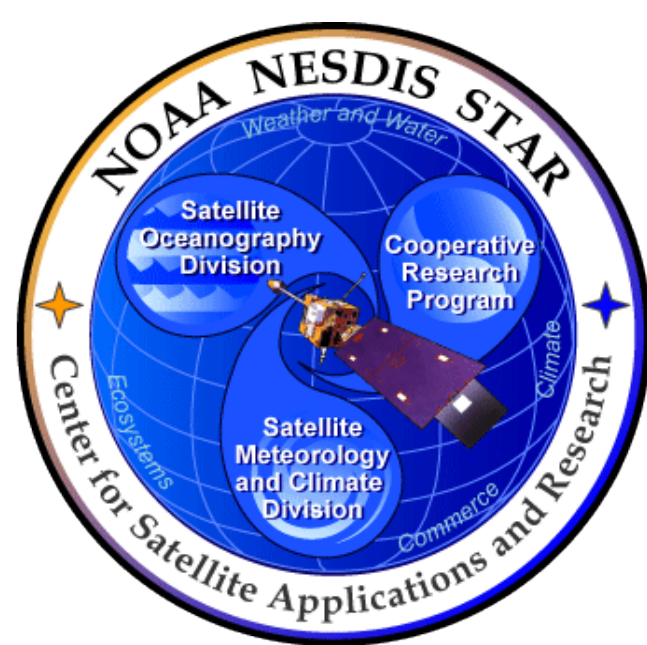 NOAA NESDIS STAR
Weather and Water
Satellite
Oceanography
Division
Cooperative
Research
Program
Climate
Ecosystems
Satellite
Meteorology
and Climate
Division
Commerce
Center for Satellite Applications and Research